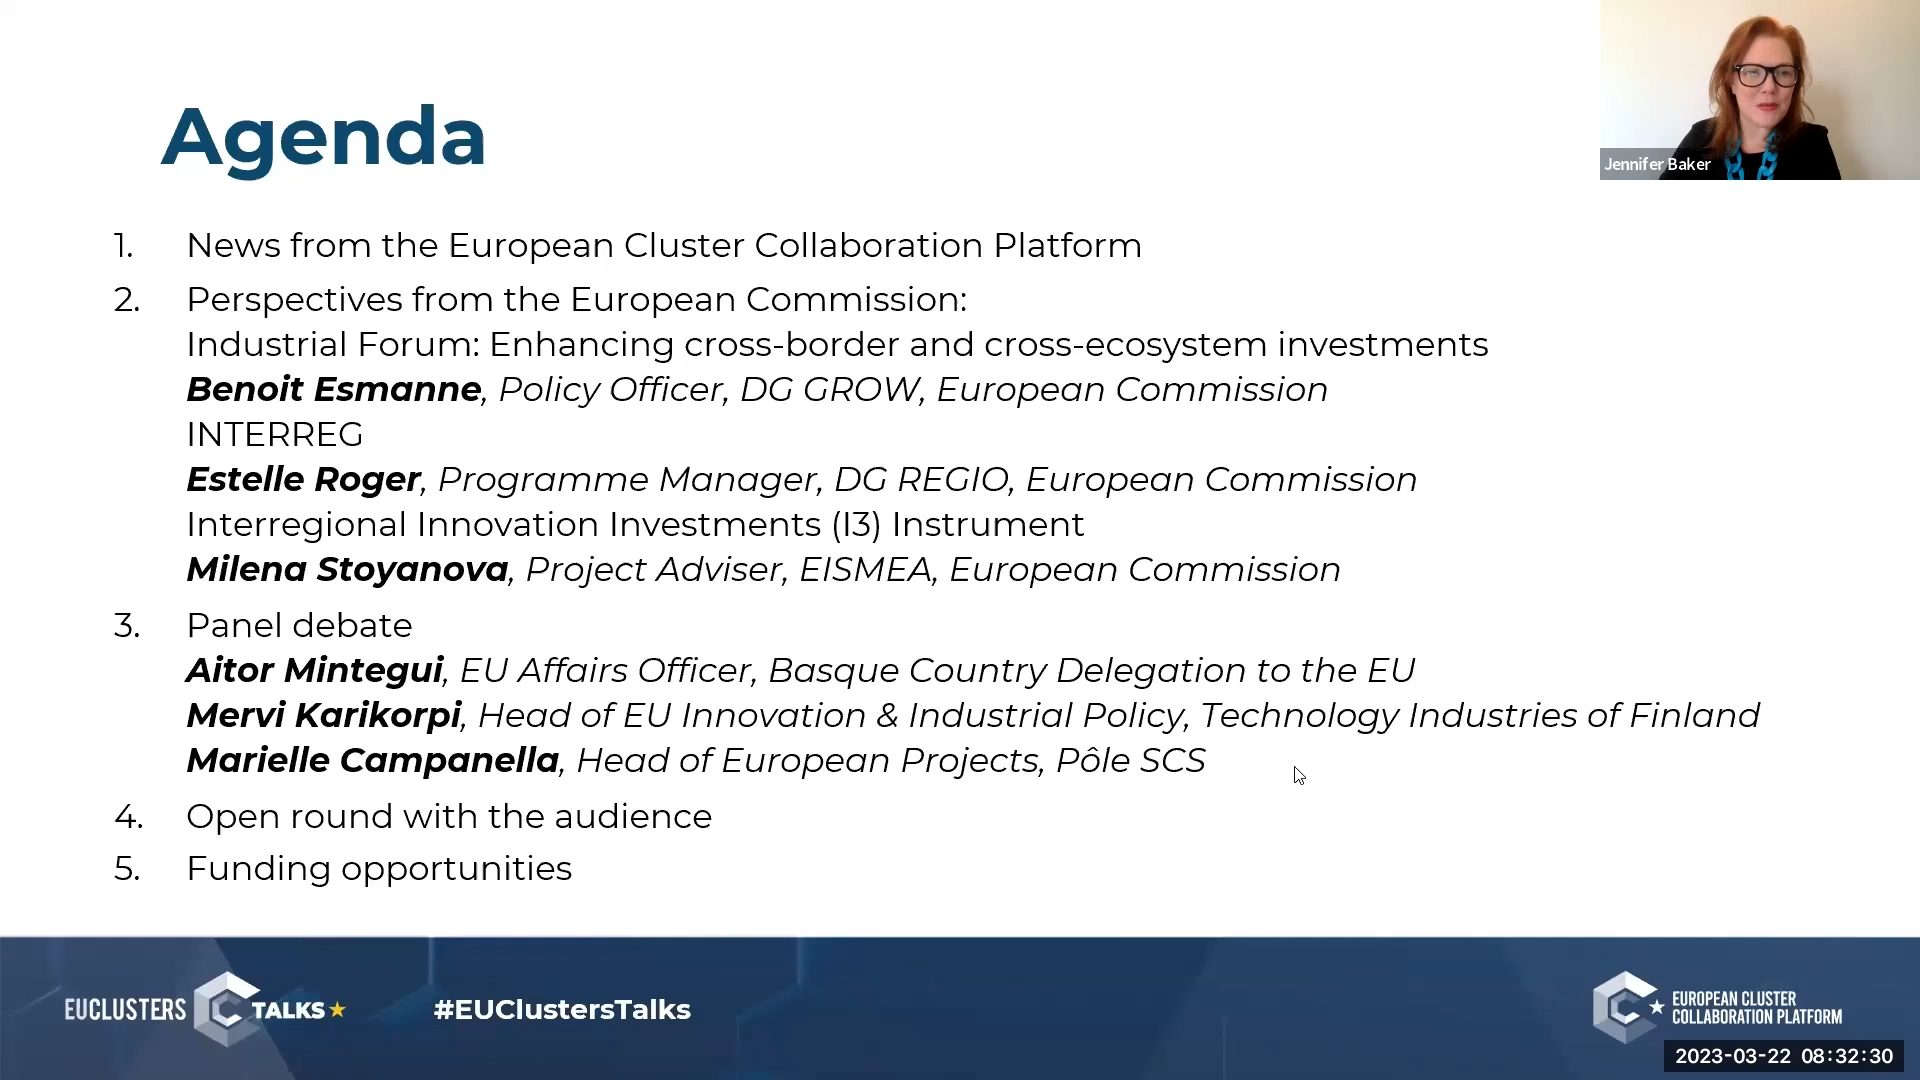 Agenda
Jennifer Baker
1. News from the European Cluster Collaboration Platform
2. Perspectives from the European Commission:
Industrial Forum: Enhancing cross-border and cross-ecosystem investments
Benoit Esmanne, Policy Officer, DG GROW, European Commission
INTERREG
Estelle Roger, Programme Manager, DG REGIO, European Commission
Interregional Innovation Investments (I3) Instrument
Milena Stoyanova, Project Adviser, EISMEA, European Commission
3. Panel debate
Aitor Mintegui, EU Affairs Officer, Basque Country Delegation to the EU
Mervi Karikorpi, Head of EU Innovation & Industrial Policy, Technology Industries of Finland
Marielle Campanella, Head of European Projects, Pôle SCS
4. Open round with the audience
5. Funding opportunities
EUCLUSTERS TALKS
#EUClustersTalks
EUROPEAN CLUSTER
COLLABORATION PLATFORM
2023-03-22 08:32:30